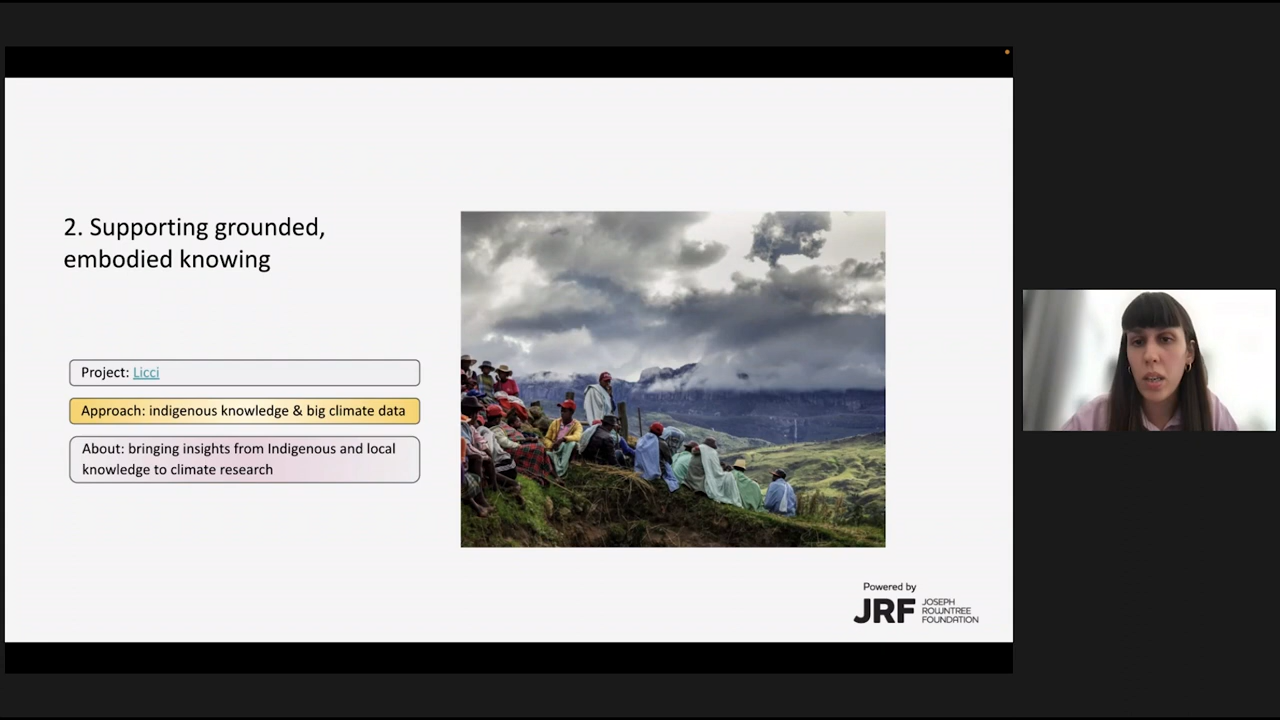 2. Supporting grounded,
embodied knowing
Project: Licci
Approach: indigenous knowledge & big climate data
About: bringing insights from Indigenous and local
knowledge to climate research
Powered by
JRF
JOSEPH
ROWNTREE
FOUNDATION